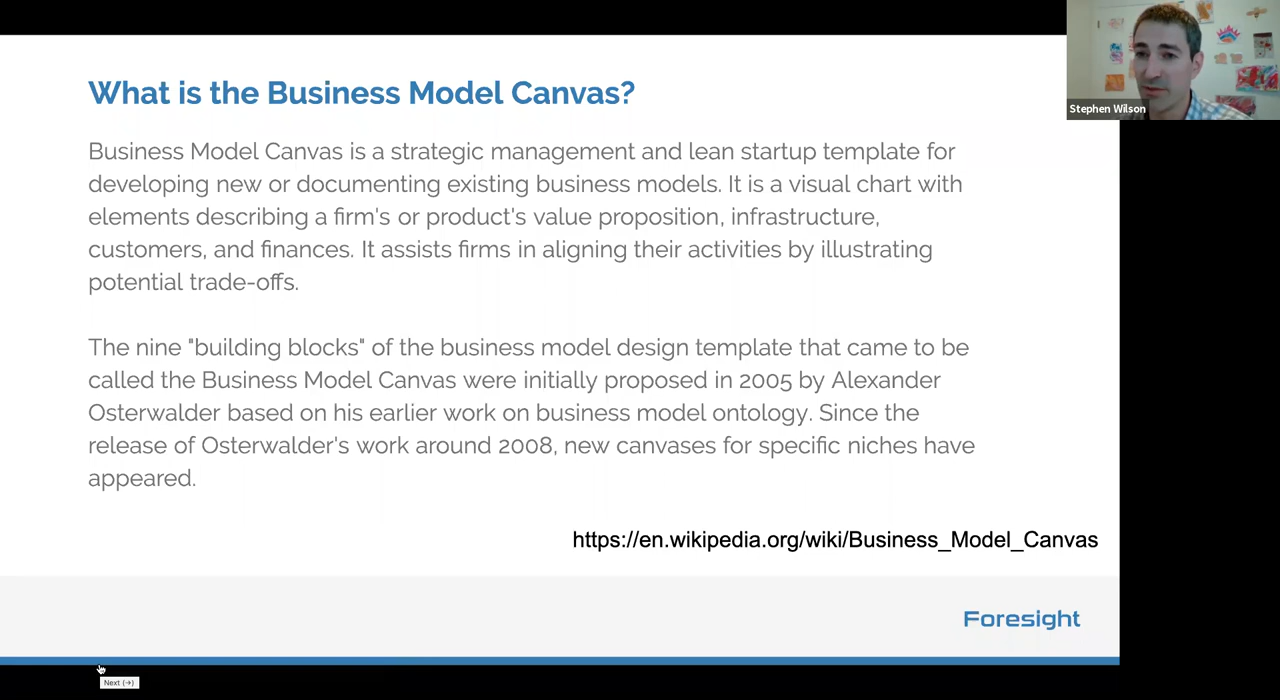 What is the Business Model Canvas?
Business Model Canvas is a strategic management and lean startup template for
developing new or documenting existing business models. It is a visual chart with
elements describing a firm's or product's value proposition, infrastructure,
customers, and finances. It assists firms in aligning their activities by illustrating
potential trade-offs.
The nine "building blocks" of the business model design template that came to be
called the Business Model Canvas were initially proposed in 2005 by Alexander
Osterwalder based on his earlier work on business model ontology. Since the
release of Osterwalder's work around 2008, new canvases for specific niches have
appeared.
https://en.wikipedia.org/wiki/Business_Model_Canvas
Foresight
Stephen Wilson
Next (→)